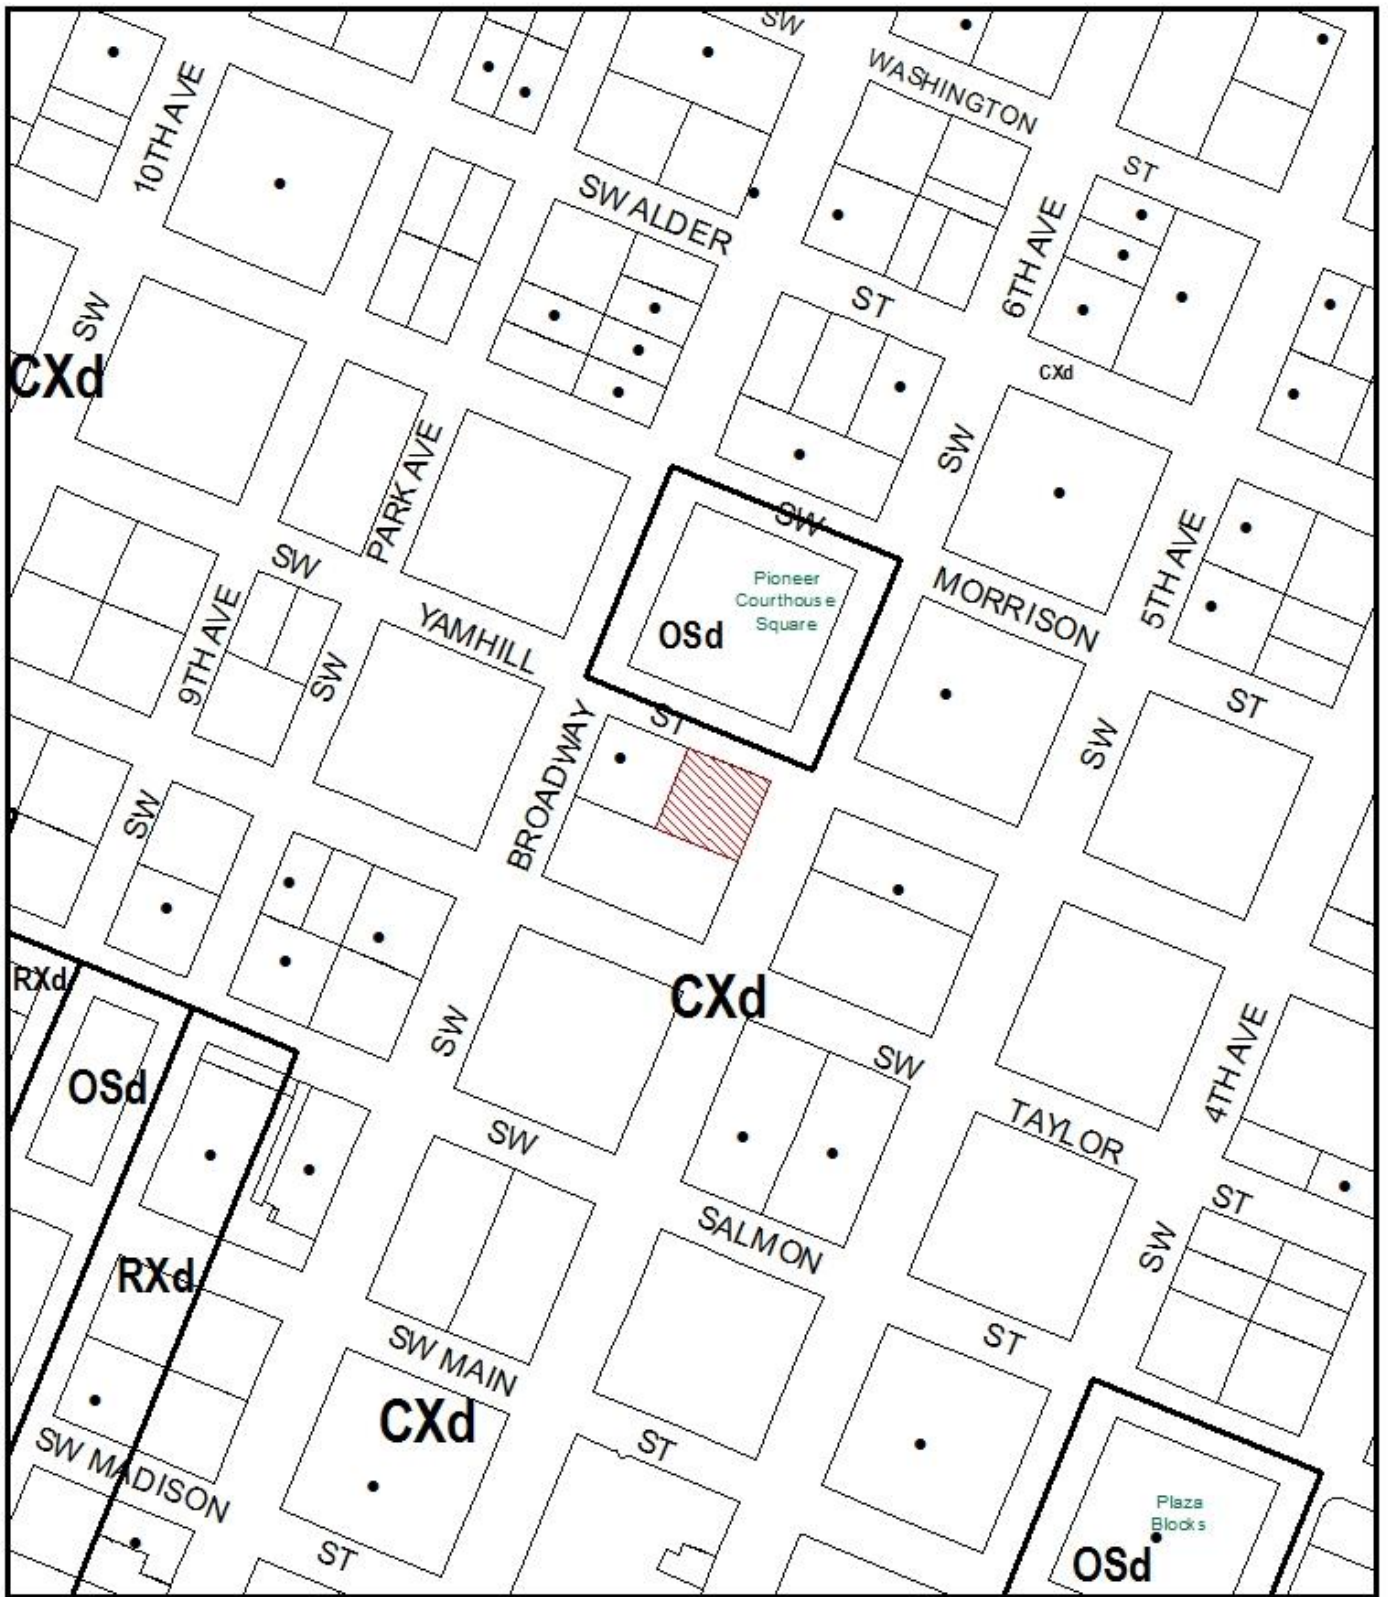 SW
WASHINGTON
ST
10TH AVE
SW ALDER
6TH AVE
ST
SW
CXd
CXd
SW
PARK AVE
SW
5TH AVE
SW
Pioneer
Courthouse
Square
MORRISON
OSd
9TH AVE
YAMHILL
SW
ST
ST
SW
BROADWAY
SW
RXd
CXd
SW
SW
4TH AVE
OSd
SW
TAYLOR
ST
SALMON
SW
RXd
SW MAIN
ST
CXd
ST
SW MADISON
Plaza
Blocks
ST
OSd